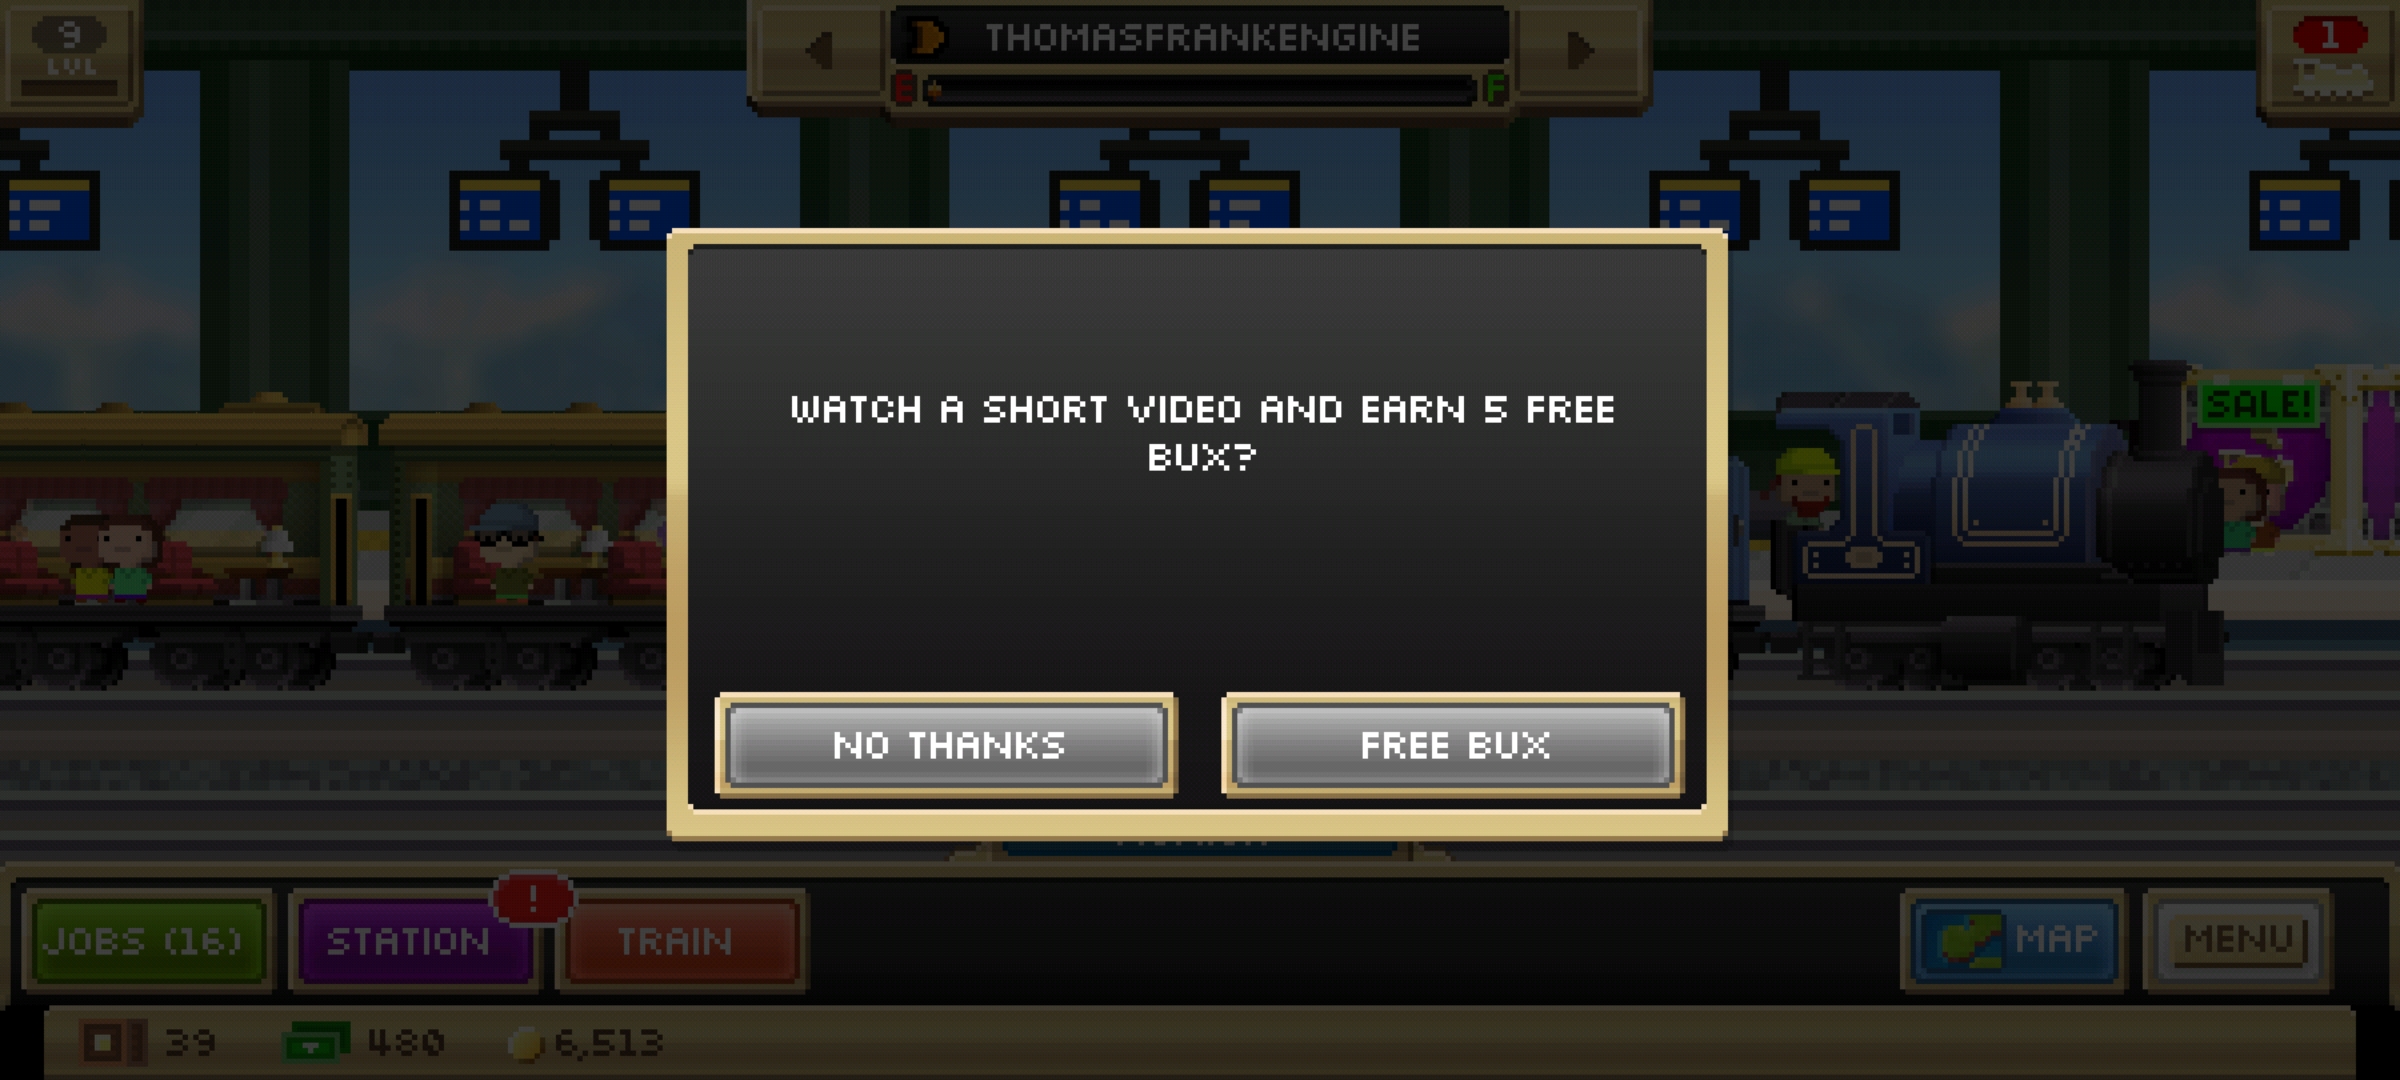 9
LVL
THOMASFRANKENGINE
E F
1
SALE!
WATCH A SHORT VIDEO AND EARN 5 FREE
BUX?
NO THANKS
FREE BUX
JOBS (16)
STATION
!
TRAIN
MAP
MENU
39
480
6,513